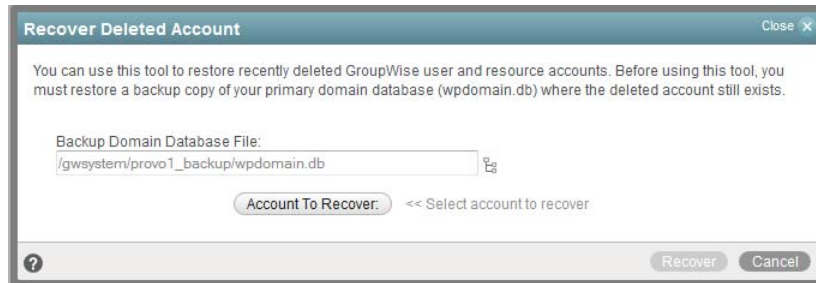 Recover Deleted Account
Close
You can use this tool to restore recently deleted GroupWise user and resource accounts. Before using this tool, you
must restore a backup copy of your primary domain database (wpdomain.db) where the deleted account still exists.
Backup Domain Database File:
/gwsystem/provo1_backup/wpdomain.db
Account To Recover: << Select account to recover
Recover Cancel